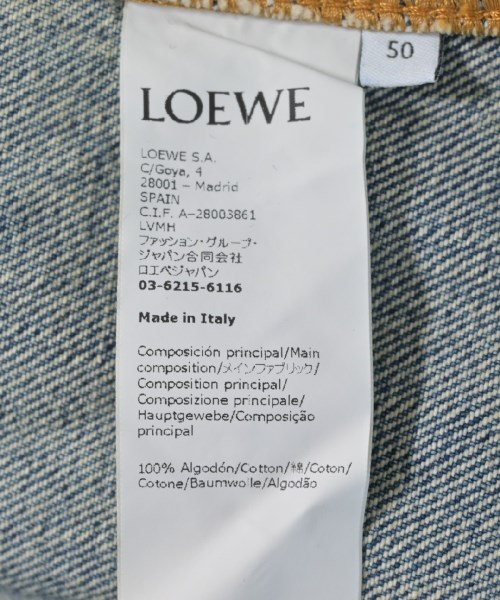 50
LOEWE
LOEWE S.A.
C/Goya, 4
28001 – Madrid
SPAIN
C.I.F. A-28003861
LVMH
ファッション・グループ・
ジャパン合同会社
ロエベジャパン
03-6215-6116
Made in Italy
Composición principal/Main
composition/メインファブリック/
Composition principal/
Composizione principale/
Hauptgewebe/Composição
principal
100% Algodón/Cotton/綿/Coton/
Cotone/Baumwolle/Algodão